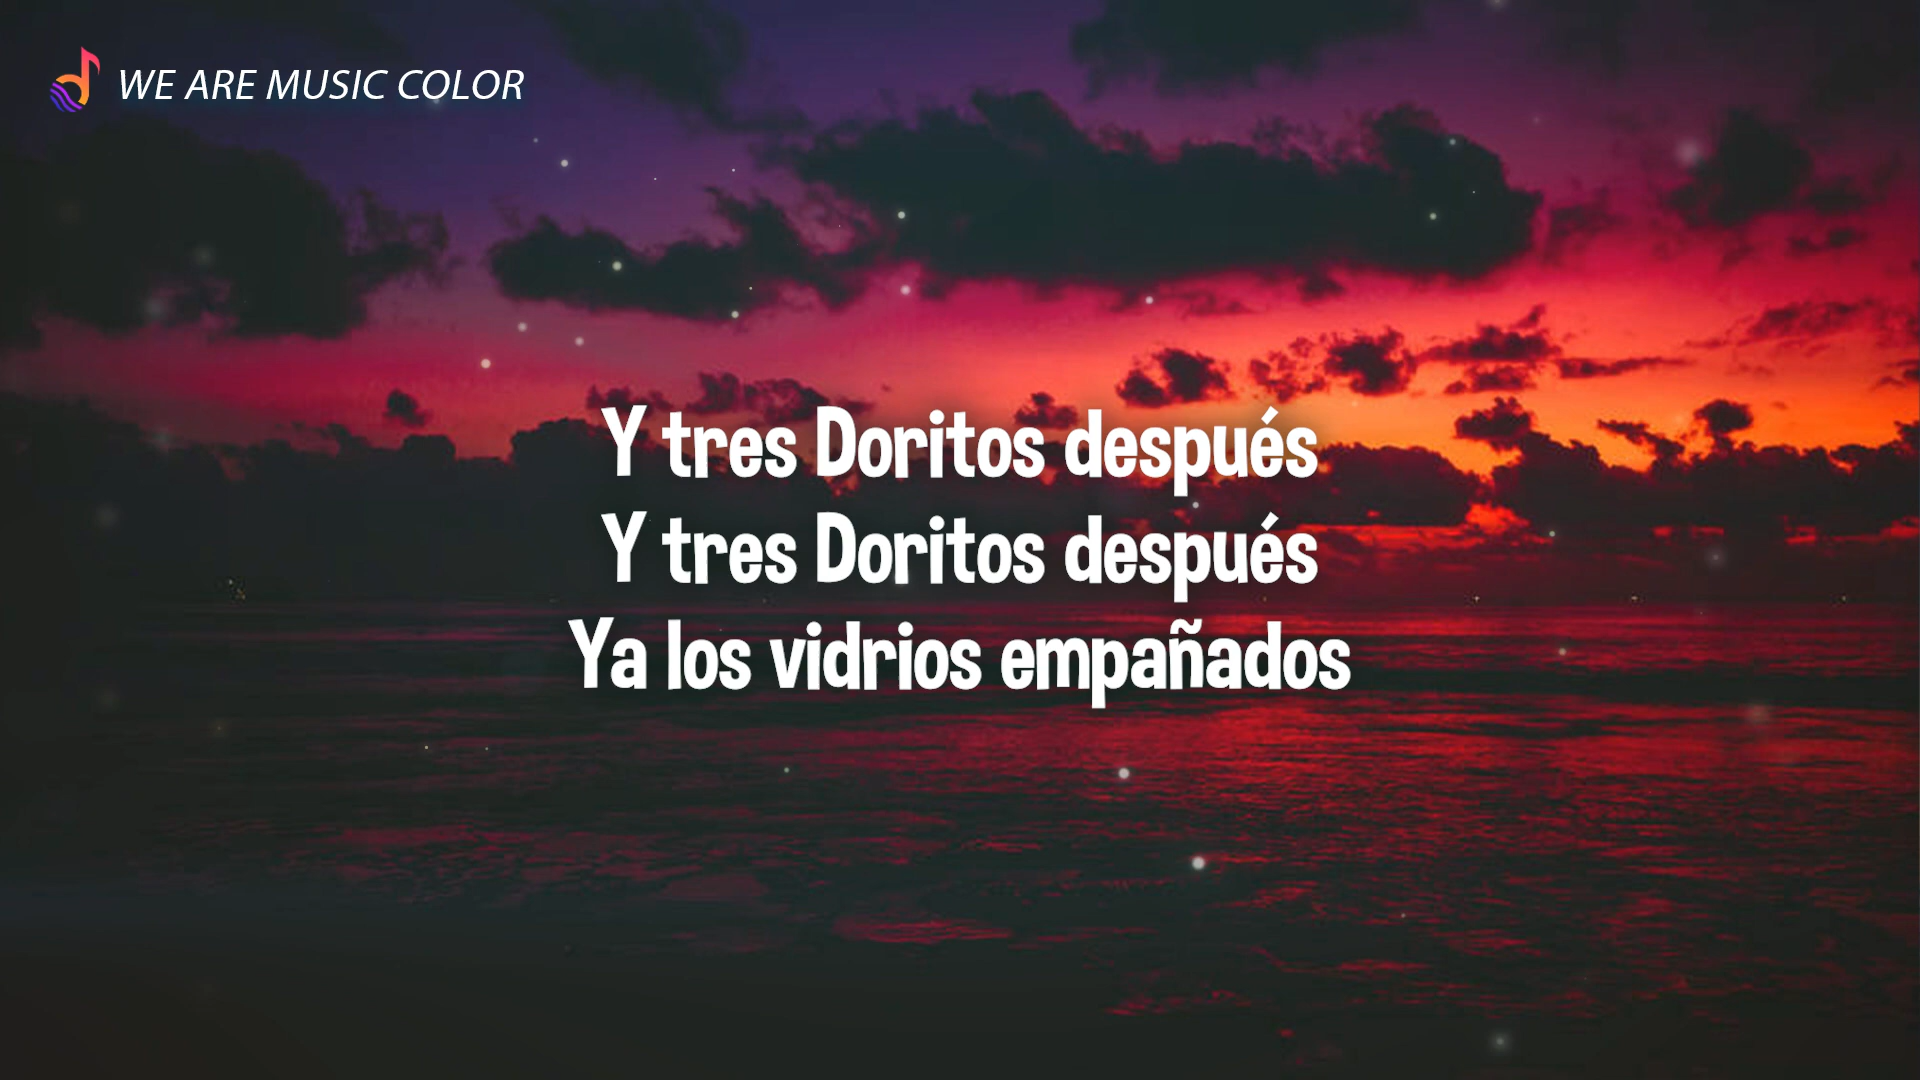 WE ARE MUSIC COLOR
Y tres Doritos después
Y tres Doritos después
Ya los vidrios empañados